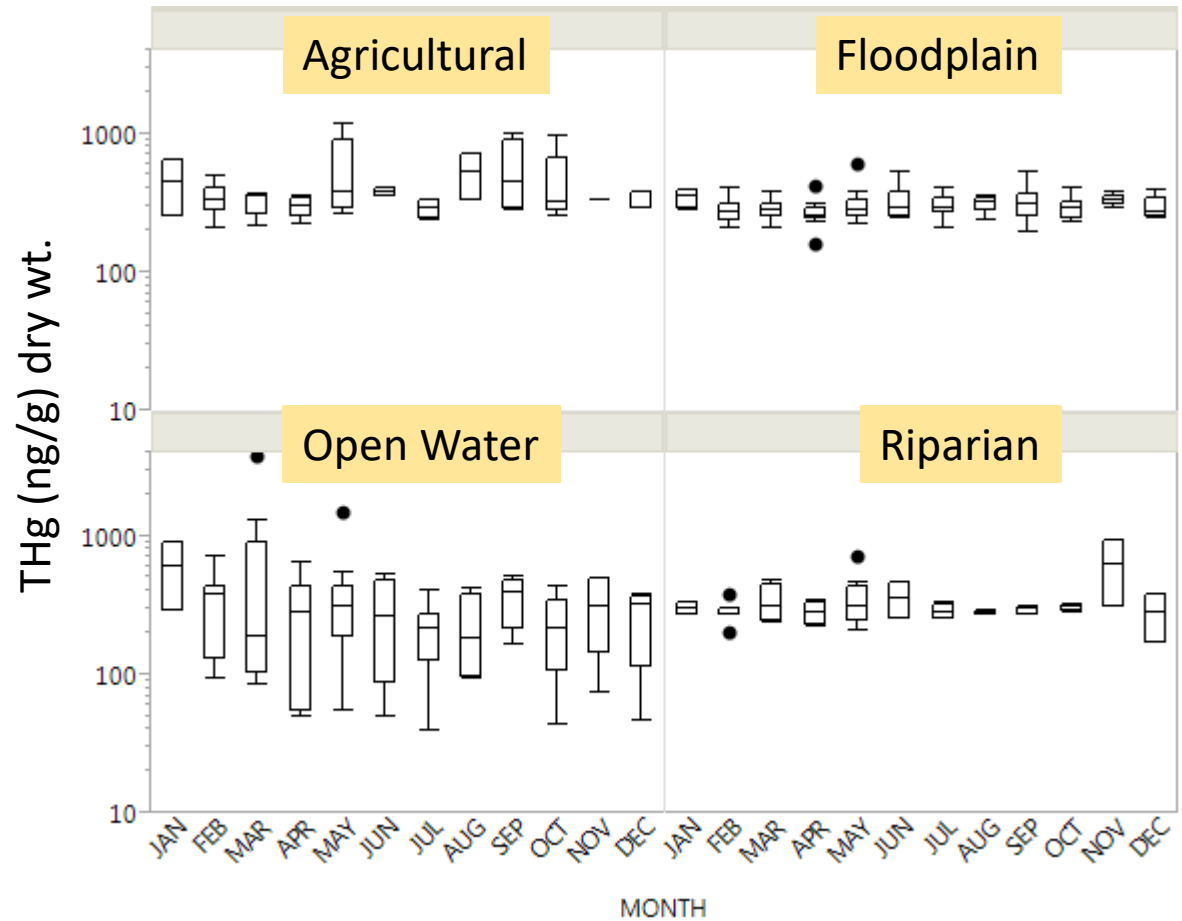 Agricultural
Floodplain
THg (ng/g) dry wt.
1000
100
10
Open Water
Riparian
1000
100
10
JAN FEB MAR APR MAY JUN JUL AUG SEP OCT NOV DEC JAN FEB MAR APR MAY JUN JUL AUG SEP OCT NOV DEC
MONTH